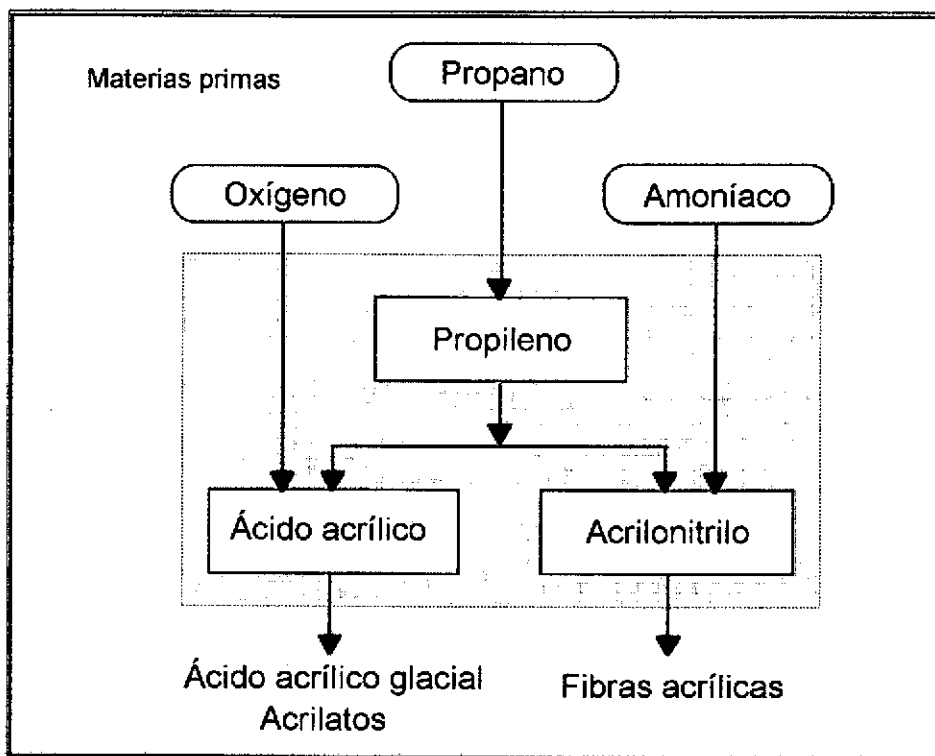 Propano
Materias primas
Oxígeno
Amoníaco
Propileno
Ácido acrílico
Acrilonitrilo
Ácido acrílico glacial
Acrilatos
Fibras acrílicas